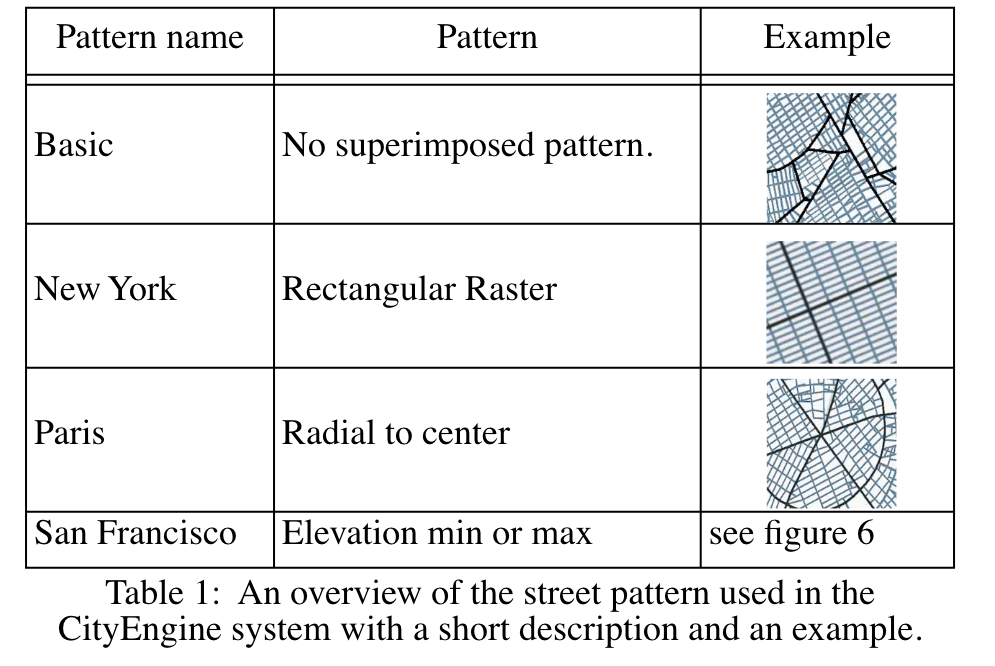 Pattern name Pattern Example
Basic No superimposed pattern.
New York Rectangular Raster
Paris Radial to center
San Francisco Elevation min or max see figure 6
Table 1: An overview of the street pattern used in the
CityEngine system with a short description and an example.